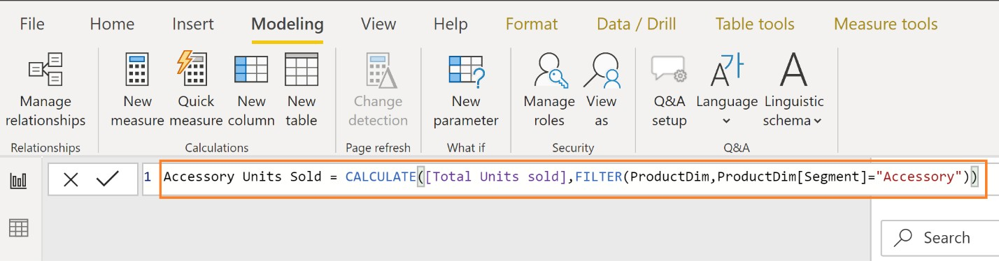 File Home Insert Modeling View Help Format Data / Drill Table tools Measure tools
Manage relationships
New measure
Quick measure
New column
New table
Change detection
New parameter
Manage roles
View as
Q&A setup
Language
Linguistic schema
Relationships Calculations Page refresh What if Security Q&A
1 Accessory Units Sold = CALCULATE([Total Units sold],FILTER(ProductDim,ProductDim[Segment]="Accessory"))
Search